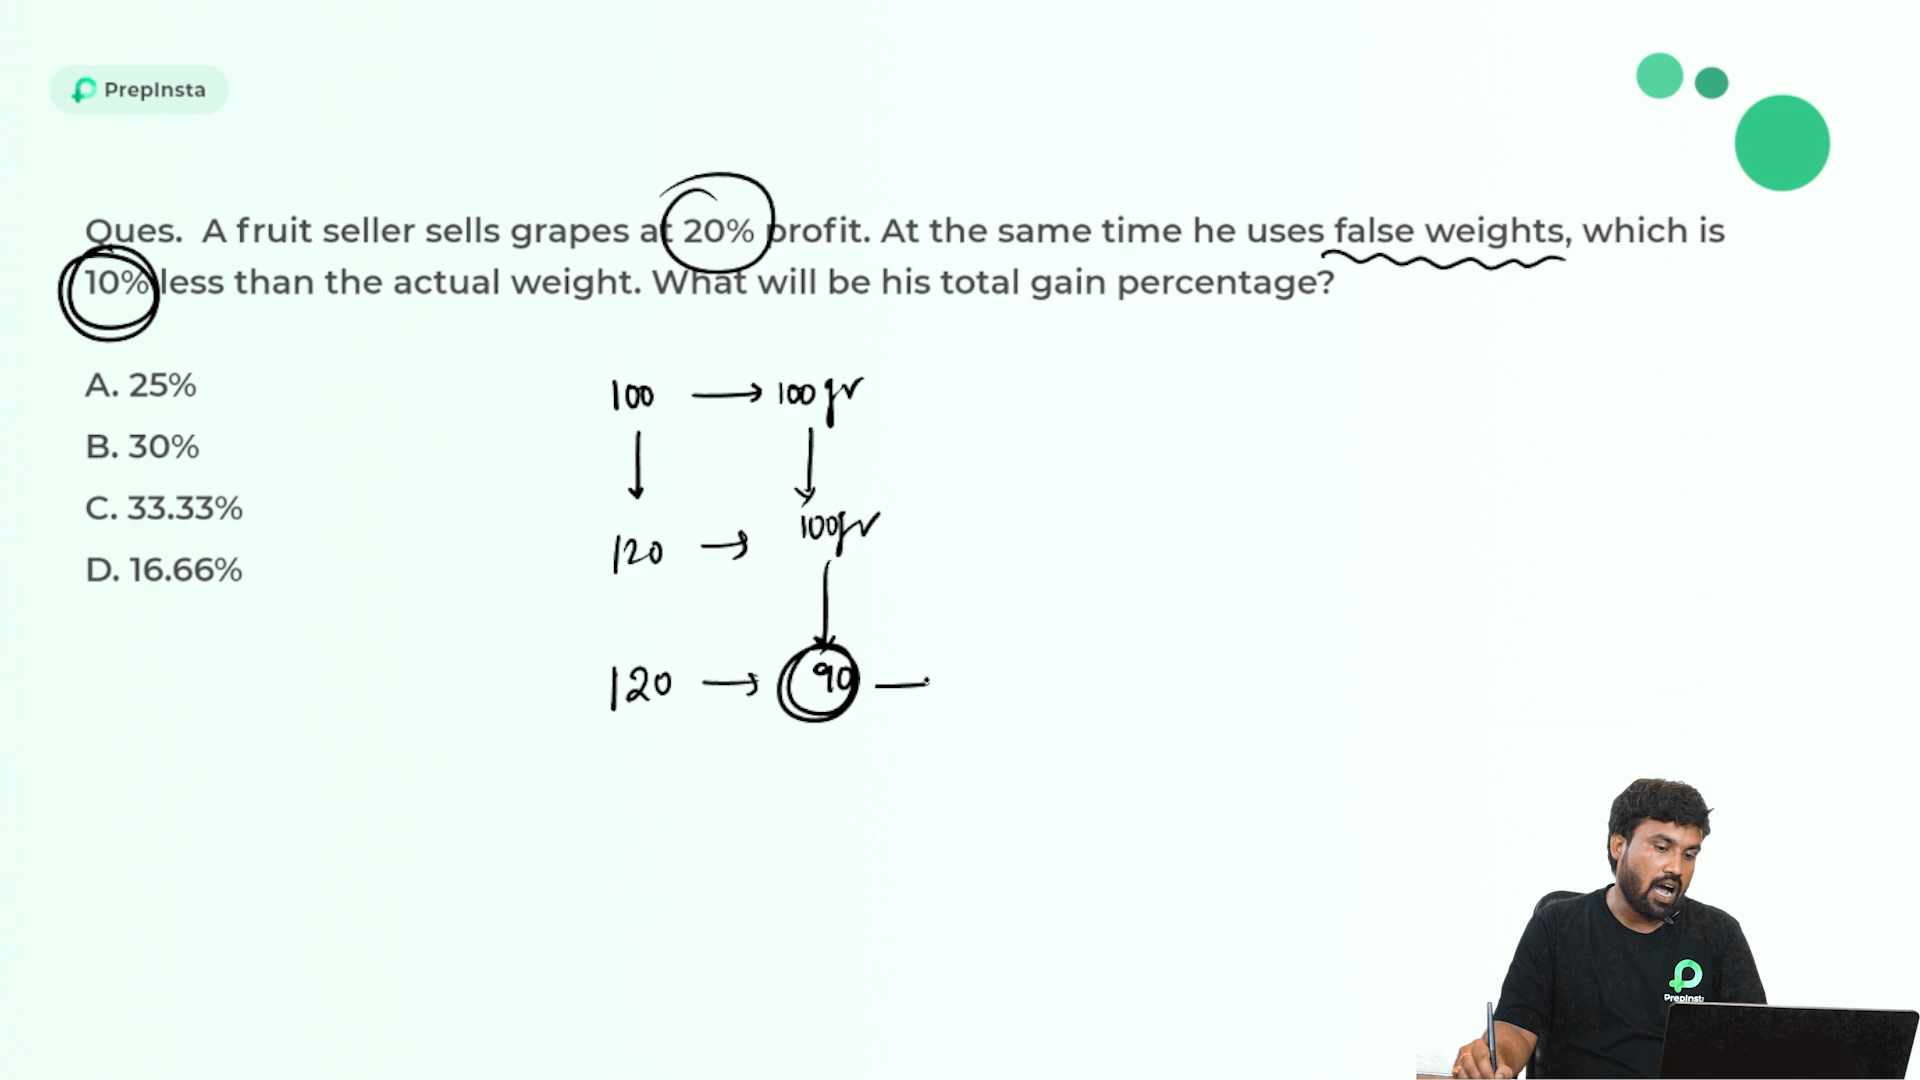 PrepInsta
Ques. A fruit seller sells grapes at 20% profit. At the same time he uses false weights, which is
10% less than the actual weight. What will be his total gain percentage?
A. 25%
B. 30%
C. 33.33%
D. 16.66%
100 → 100 gr
120 → 100gr
120 → 90 —
PrepInsta